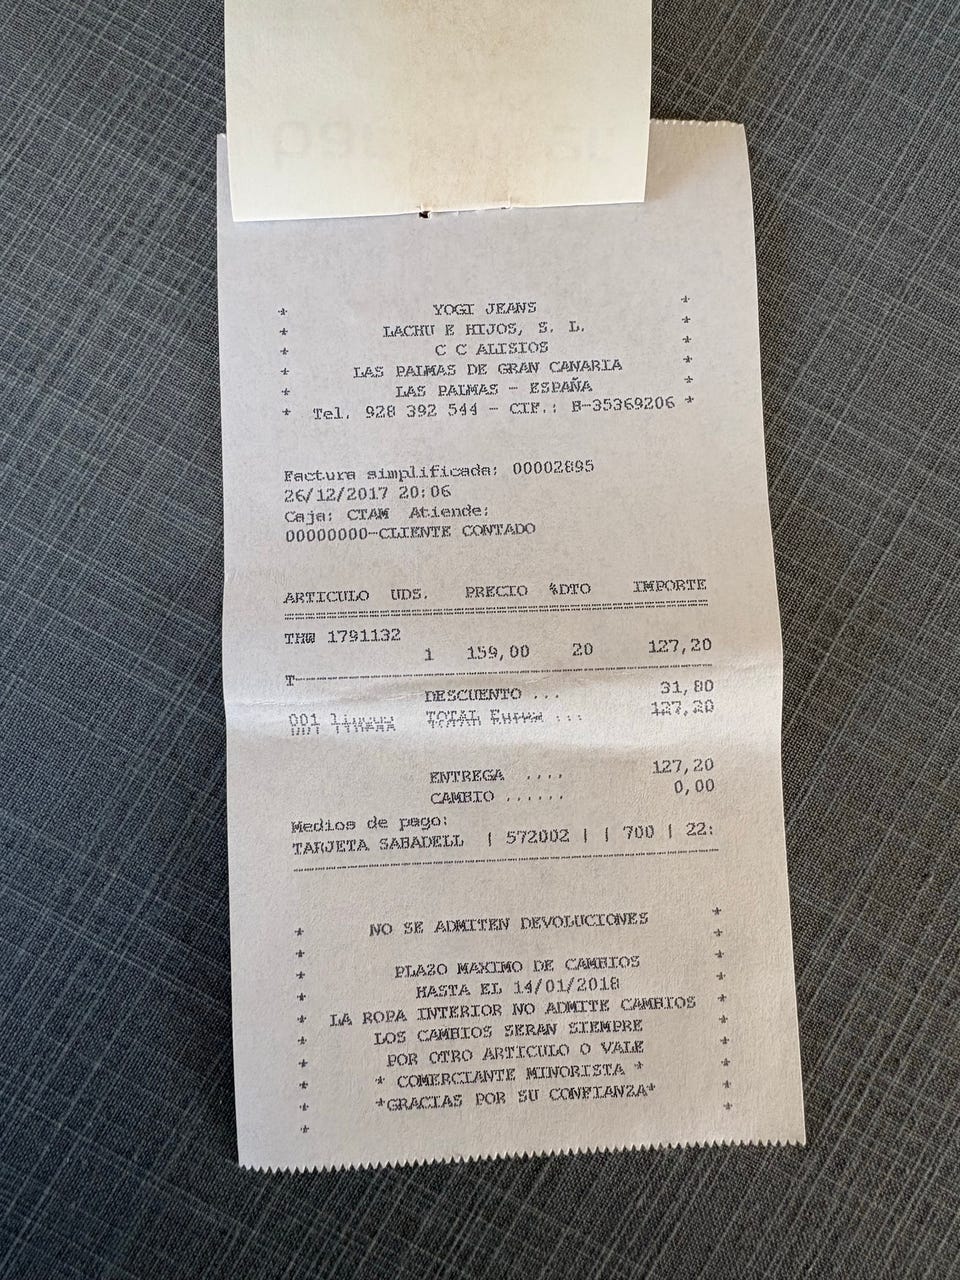 * YOGI JEANS *
* LACHU E HIJOS, S. L. *
* C C ALISIOS *
* LAS PALMAS DE GRAN CANARIA *
* LAS PALMAS - ESPAÑA *
* Tel. 928 392 544 - CIF.: B-35369206 *
Factura simplificada: 00002895
26/12/2017 20:06
Caja: CTAM Atiende:
00000000-CLIENTE CONTADO
ARTICULO UDS. PRECIO %DTO IMPORTE
THW 1791132
1 159,00 20 127,20
T
DESCUENTO ... 31,80
001 lineas TOTAL Euros ... 127,20
ENTREGA .... 127,20
CAMBIO ...... 0,00
Medios de pago:
TARJETA SABADELL | 572002 | | 700 | 22:
* NO SE ADMITEN DEVOLUCIONES *
* *
* PLAZO MAXIMO DE CAMBIOS *
* HASTA EL 14/01/2018 *
* LA ROPA INTERIOR NO ADMITE CAMBIOS *
* LOS CAMBIOS SERAN SIEMPRE *
* POR OTRO ARTICULO O VALE *
* * COMERCIANTE MINORISTA * *
* *GRACIAS POR SU CONFIANZA* *
* *